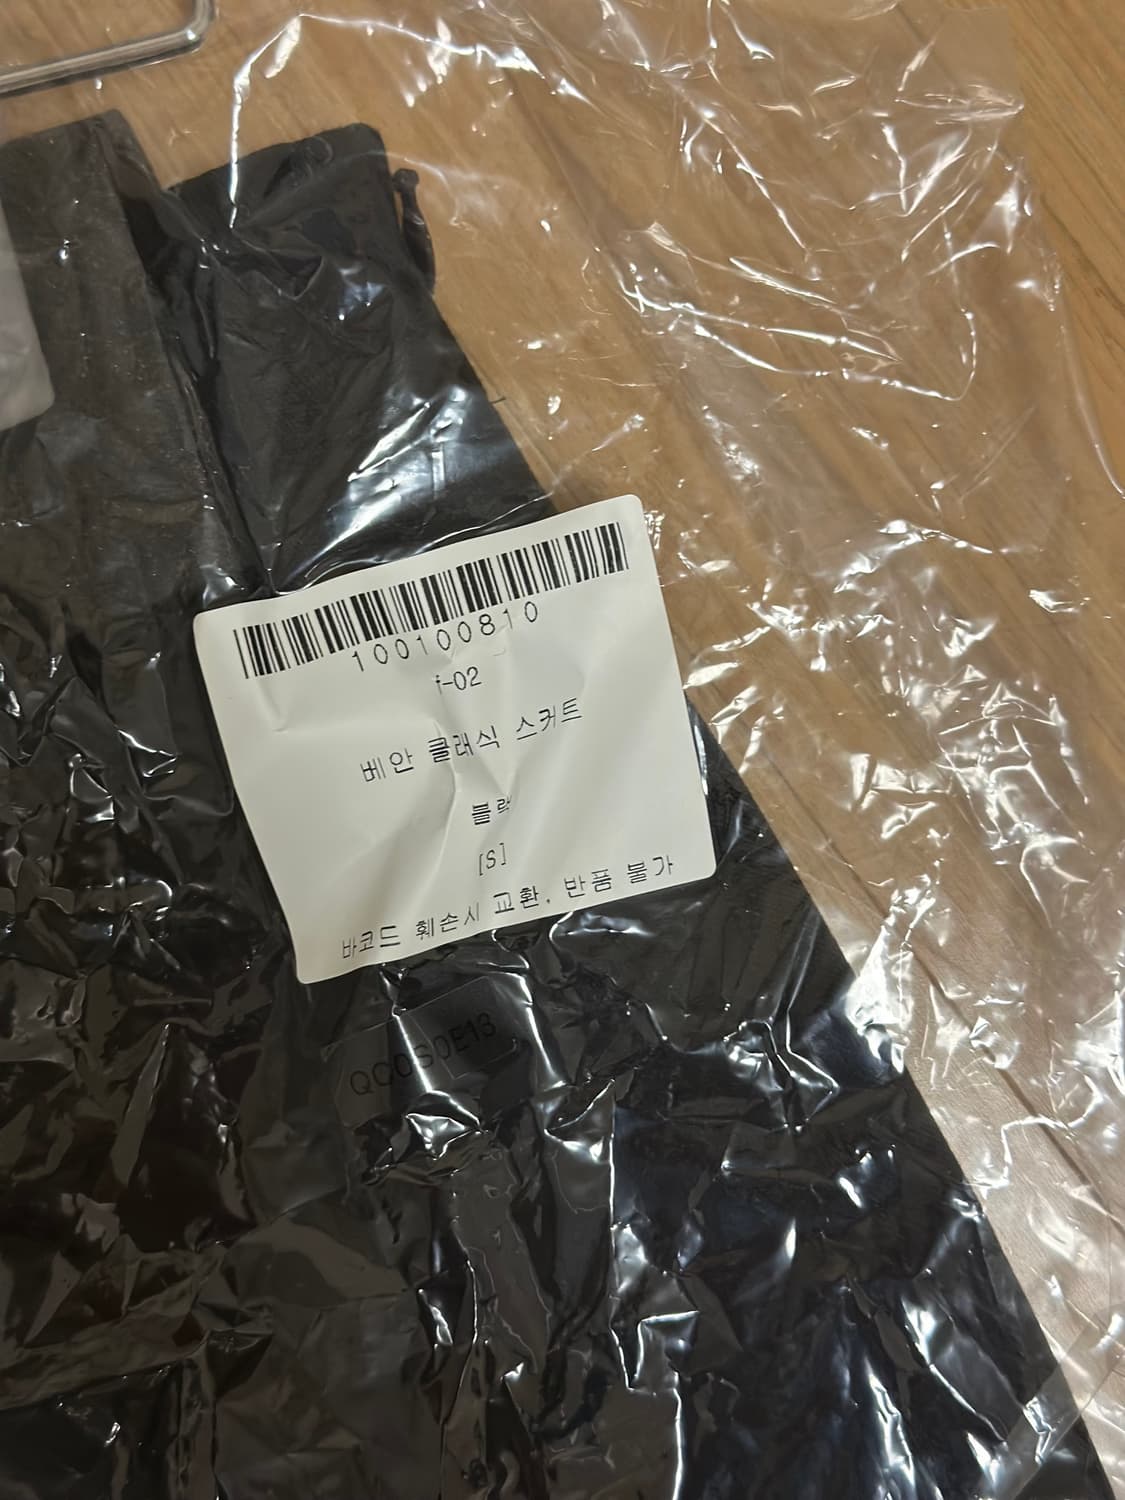 100100810
베안 클래식 스커트
블랙
[S]
바코드 훼손시 교환, 반품 불가